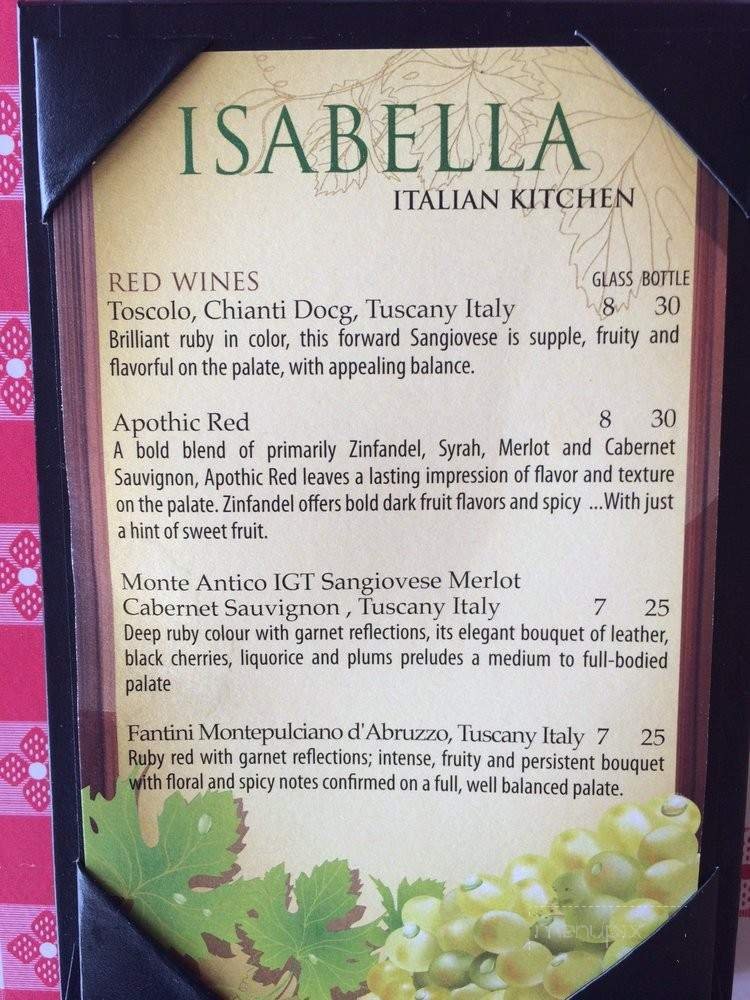 ISABELLA
ITALIAN KITCHEN
RED WINES GLASS BOTTLE
Toscolo, Chianti Docg, Tuscany Italy 8 30
Brilliant ruby in color, this forward Sangiovese is supple, fruity and
flavorful on the palate, with appealing balance.
Apothic Red 8 30
A bold blend of primarily Zinfandel, Syrah, Merlot and Cabernet
Sauvignon, Apothic Red leaves a lasting impression of flavor and texture
on the palate. Zinfandel offers bold dark fruit flavors and spicy ...With just
a hint of sweet fruit.
Monte Antico IGT Sangiovese Merlot
Cabernet Sauvignon , Tuscany Italy 7 25
Deep ruby colour with garnet reflections, its elegant bouquet of leather,
black cherries, liquorice and plums preludes a medium to full-bodied
palate
Fantini Montepulciano d'Abruzzo, Tuscany Italy 7 25
Ruby red with garnet reflections; intense, fruity and persistent bouquet
with floral and spicy notes confirmed on a full, well balanced palate.
menupix